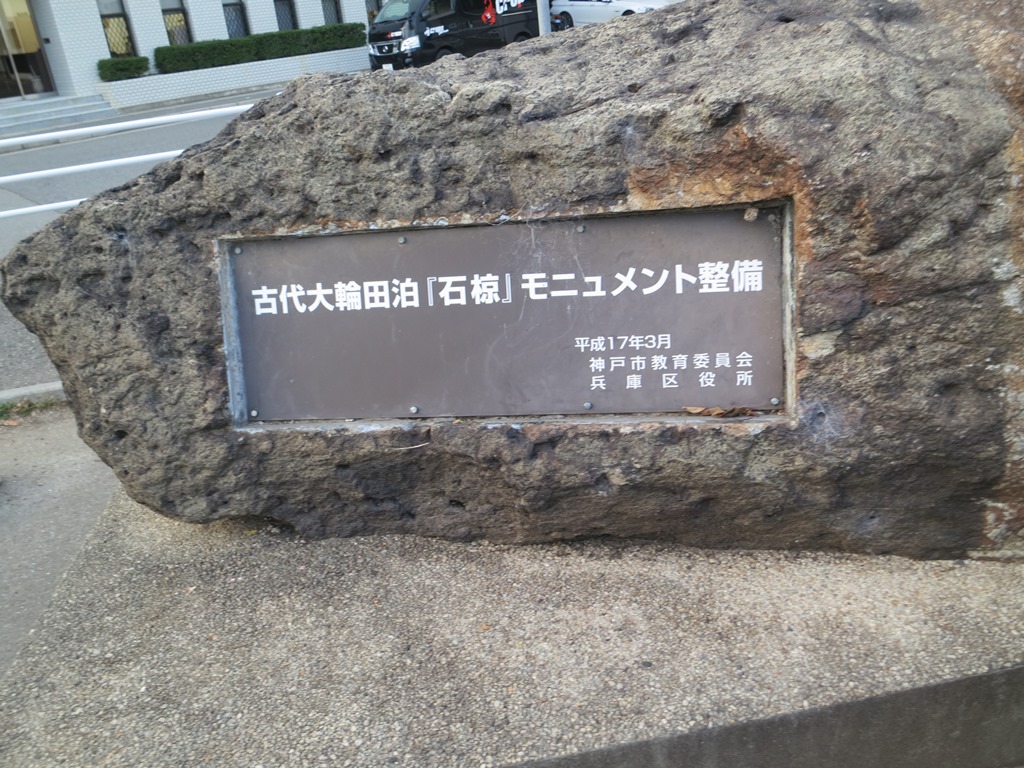 古代大輪田泊『石椋』モニュメント整備
平成17年3月
神戸市教育委員会
兵庫区役所